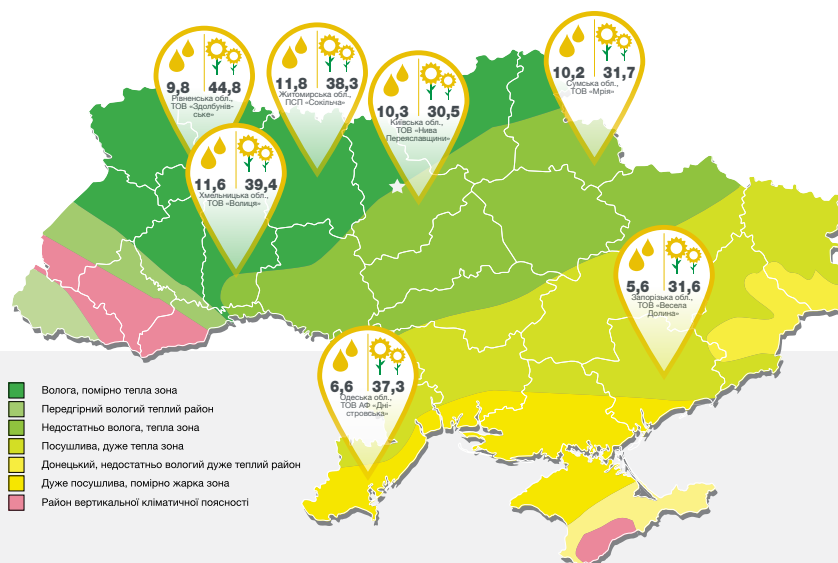 9,8 44,8
Рівненська обл.,
ТОВ «Здолбунів-
ське»
11,8 38,3
Житомирська обл.,
ПСП «Сокільча»
10,3 30,5
Київська обл.,
ТОВ «Нива
Переяславщини»
10,2 31,7
Сумська обл.,
ТОВ «Мрія»
11,6 39,4
Хмельницька обл.,
ТОВ «Волиця»
5,6 31,6
Запорізька обл.,
ТОВ «Весела
Долина»
6,6 37,3
Одеська обл.,
ТОВ АФ «Дні-
стровська»
Волога, помірно тепла зона
Передгірний вологий теплий район
Недостатньо волога, тепла зона
Посушлива, дуже тепла зона
Донецький, недостатньо вологий дуже теплий район
Дуже посушлива, помірно жарка зона
Район вертикальної кліматичної поясності